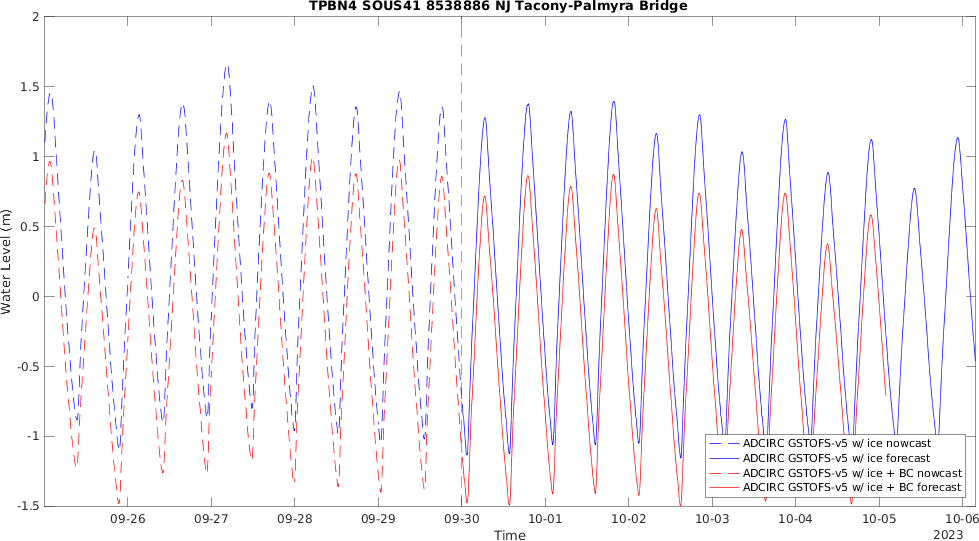 TPBN4 SOUS41 8538886 NJ Tacony-Palmyra Bridge
2
1.5
1
0.5
0
-0.5
-1
-1.5
Water Level (m)
ADCIRC GSTOFS-v5 w/ ice nowcast
ADCIRC GSTOFS-v5 w/ ice forecast
ADCIRC GSTOFS-v5 w/ ice + BC nowcast
ADCIRC GSTOFS-v5 w/ ice + BC forecast
09-26 09-27 09-28 09-29 09-30 10-01 10-02 10-03 10-04 10-05 10-06
Time
2023